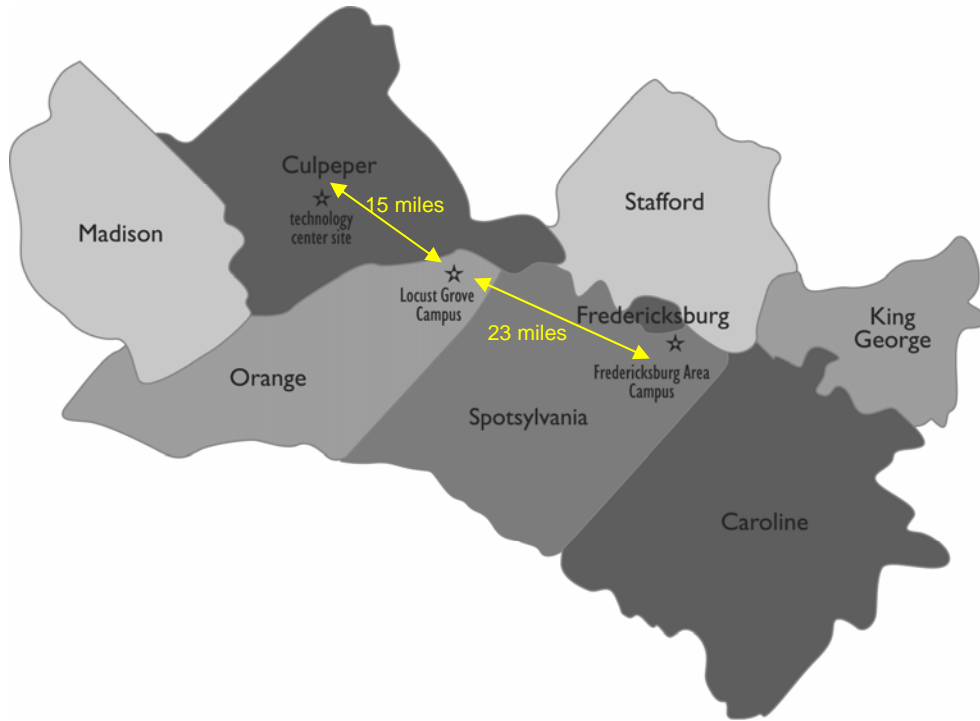 Culpeper
technology
center site
15 miles
Stafford
Madison
Locust Grove
Campus
Fredericksburg
23 miles
King
George
Orange
Fredericksburg Area
Campus
Spotsylvania
Caroline